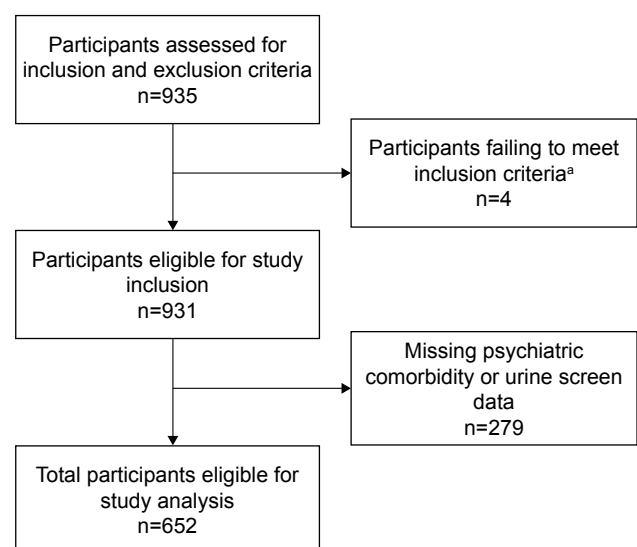 Participants assessed for
inclusion and exclusion criteria
n=935
Participants failing to meet
inclusion criteriaᵃ
n=4
Participants eligible for study
inclusion
n=931
Missing psychiatric
comorbidity or urine screen
data
n=279
Total participants eligible for
study analysis
n=652